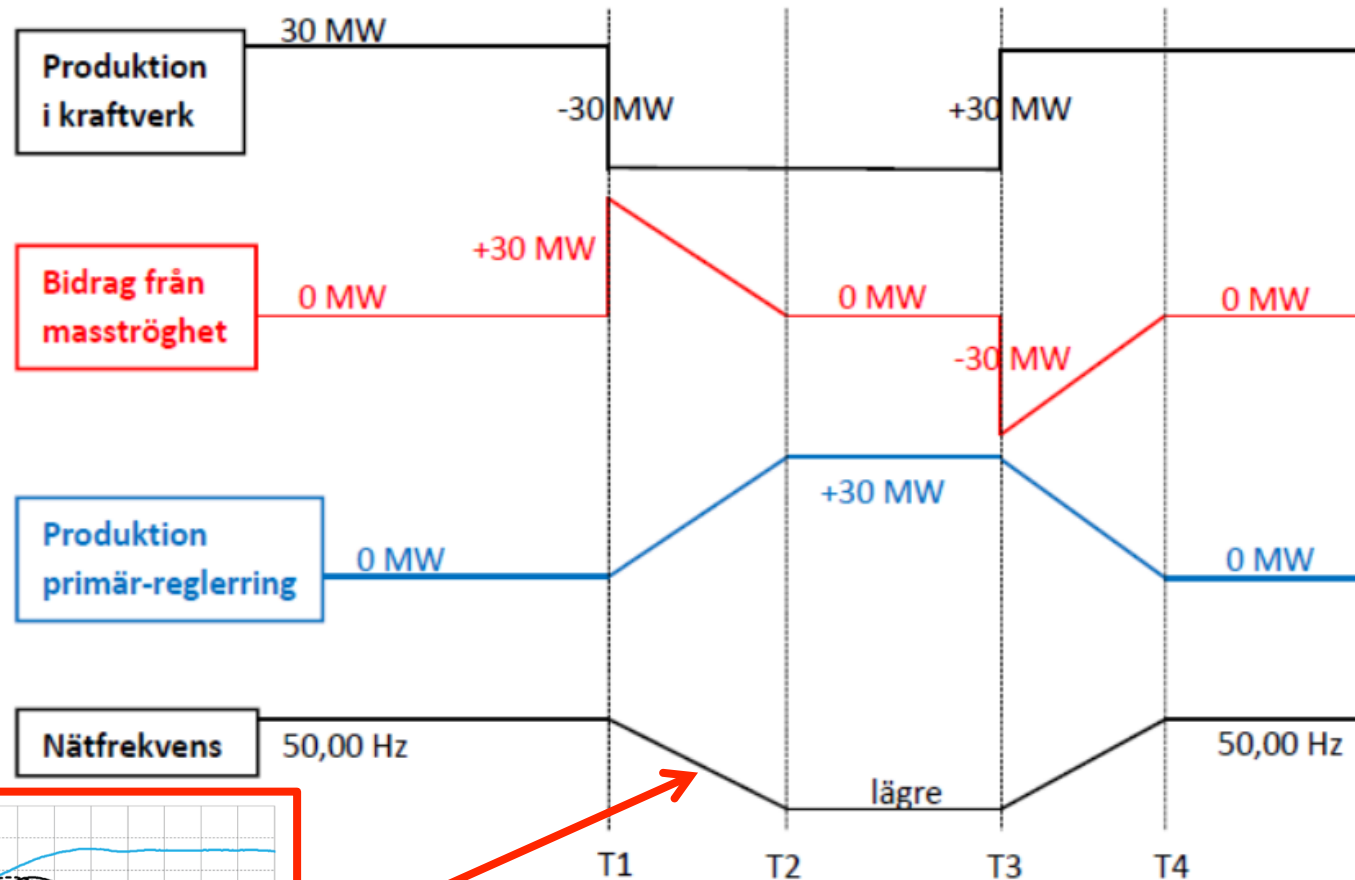 30 MW
Produktion
i kraftverk
-30 MW
+30 MW
Bidrag från
masströghet
+30 MW
0 MW
0 MW
0 MW
-30 MW
Produktion
primär-reglerring
0 MW
+30 MW
0 MW
Nätfrekvens
50,00 Hz
50,00 Hz
lägre
T1
T2
T3
T4